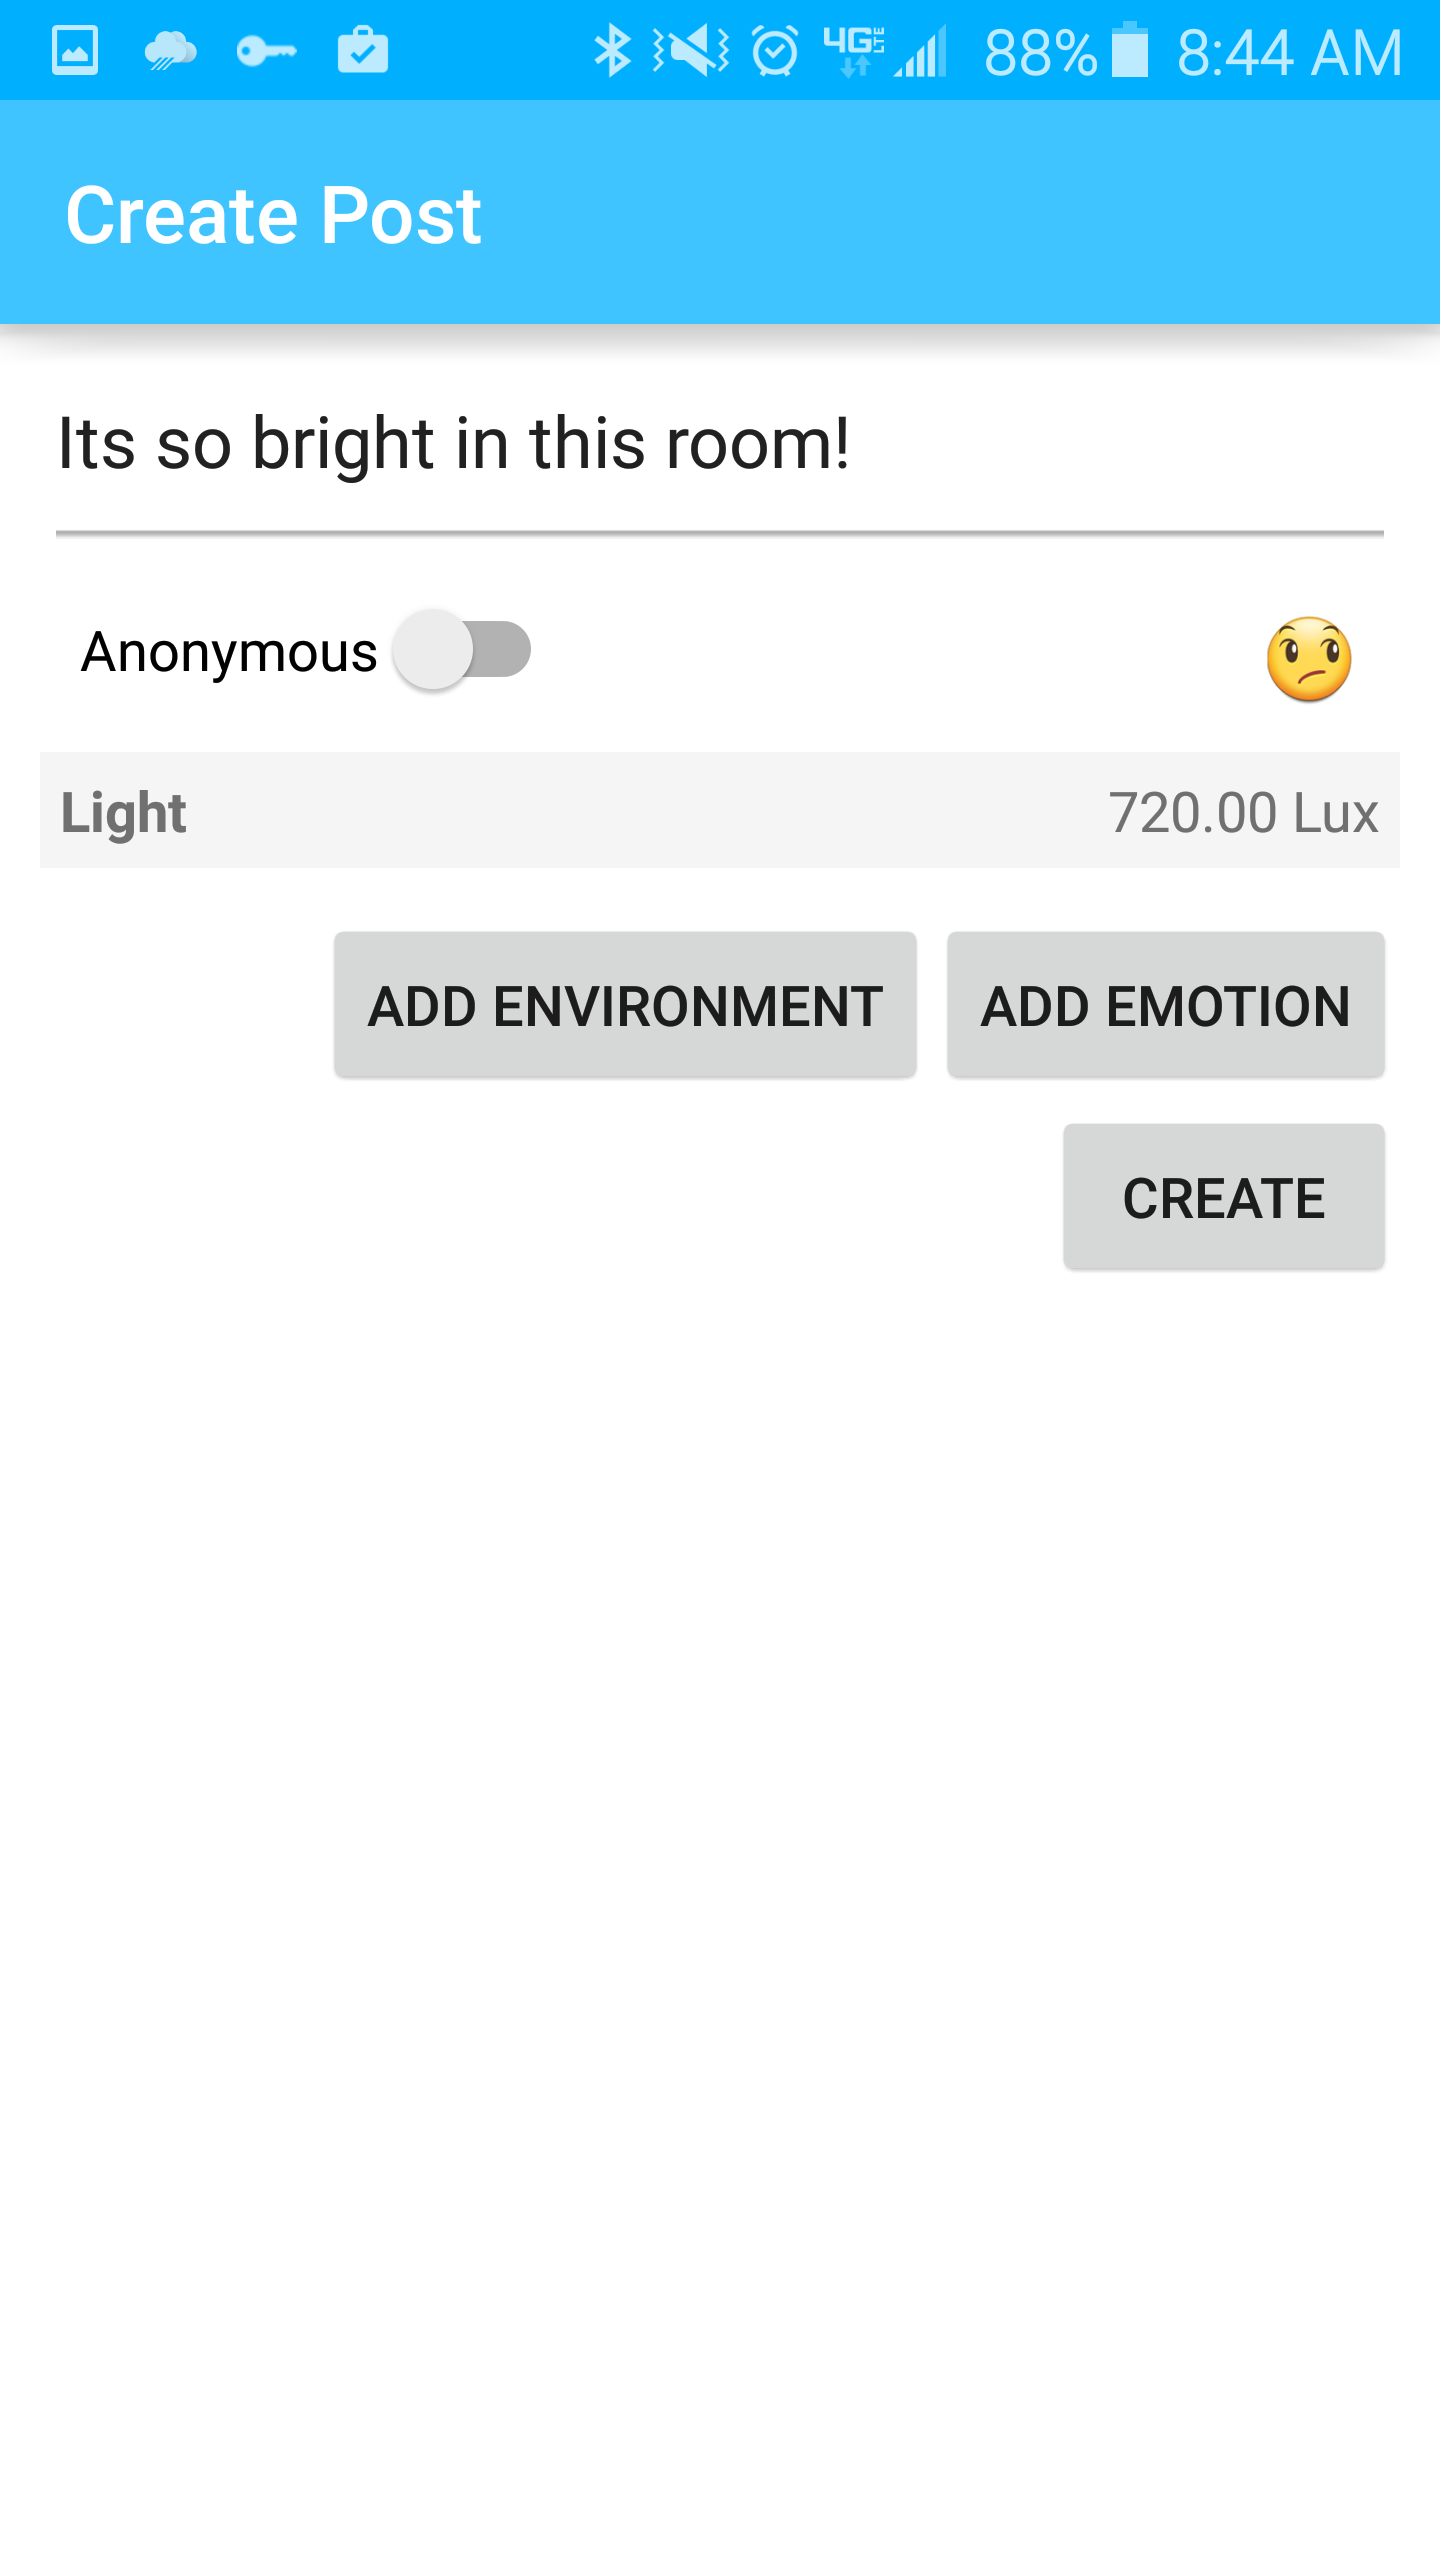 4G LTE 88% 8:44 AM
Create Post
Its so bright in this room!
Anonymous
Light 720.00 Lux
ADD ENVIRONMENT ADD EMOTION
CREATE